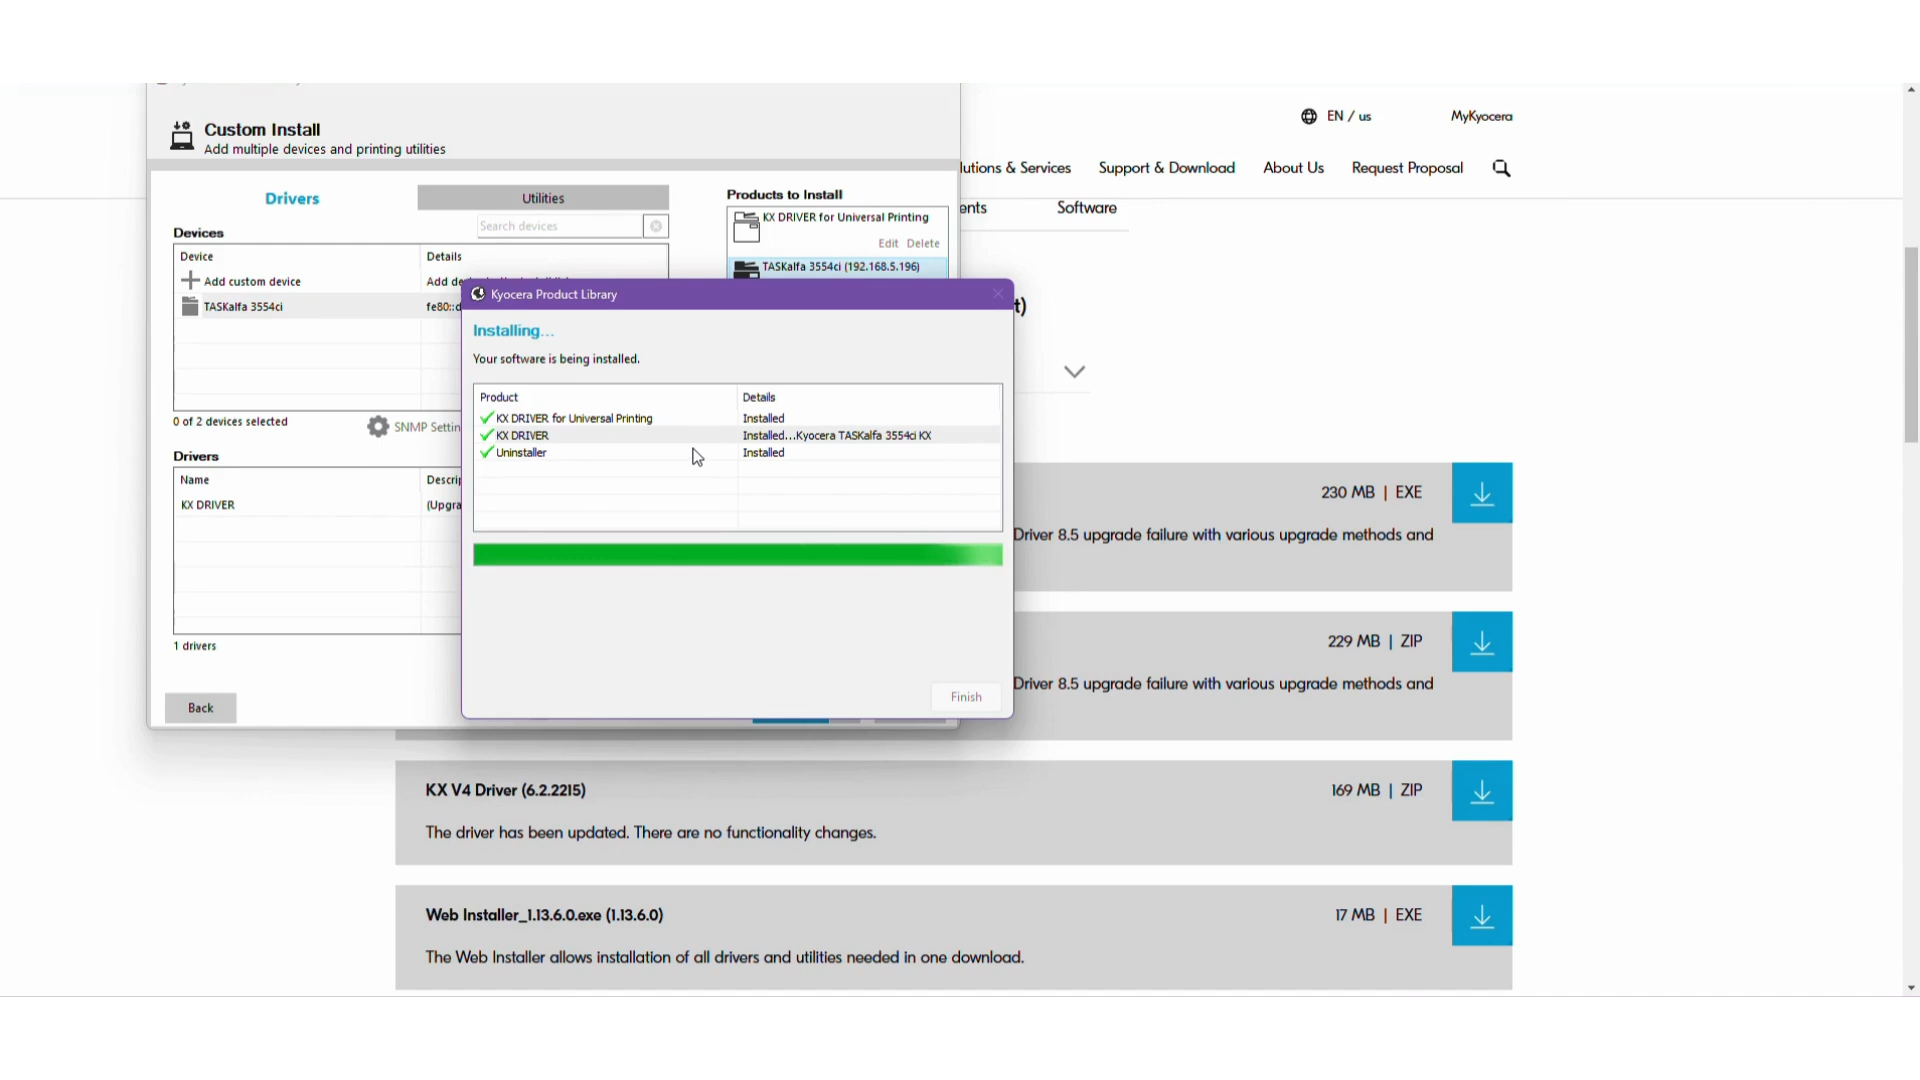 Custom Install
Add multiple devices and printing utilities
Drivers
Utilities
Search devices
Devices
Device Details
Add custom device Add de
TASKalfa 3554ci fe80::c
0 of 2 devices selected
SNMP Settin
Drivers
Name Descrip
KX DRIVER (Upgra
1 drivers
Back
Products to Install
KX DRIVER for Universal Printing
Edit Delete
TASKalfa 3554ci (192.168.5.196)
Kyocera Product Library
Installing...
Your software is being installed.
Product Details
KX DRIVER for Universal Printing Installed
KX DRIVER Installed...Kyocera TASKalfa 3554ci KX
Uninstaller Installed
Finish
EN / us
MyKyocera
lutions & Services Support & Download About Us Request Proposal
ents Software
t)
230 MB | EXE
Driver 8.5 upgrade failure with various upgrade methods and
229 MB | ZIP
Driver 8.5 upgrade failure with various upgrade methods and
KX V4 Driver (6.2.2215)
169 MB | ZIP
The driver has been updated. There are no functionality changes.
Web Installer_1.13.6.0.exe (1.13.6.0)
17 MB | EXE
The Web Installer allows installation of all drivers and utilities needed in one download.